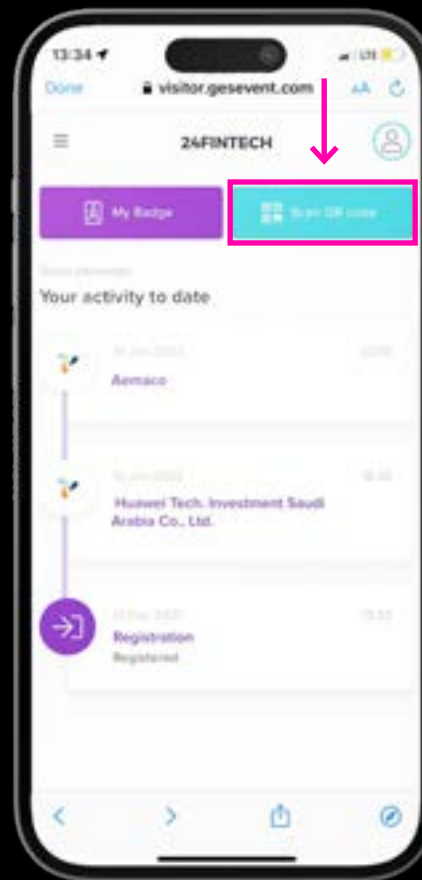 13:34
LTE
Done
visitor.gesevent.com
AA
24FINTECH
My Badge
Scan QR code
Your activity to date
Aemaco
Huawei Tech. Investment Saudi
Arabia Co., Ltd.
Registration
Registered